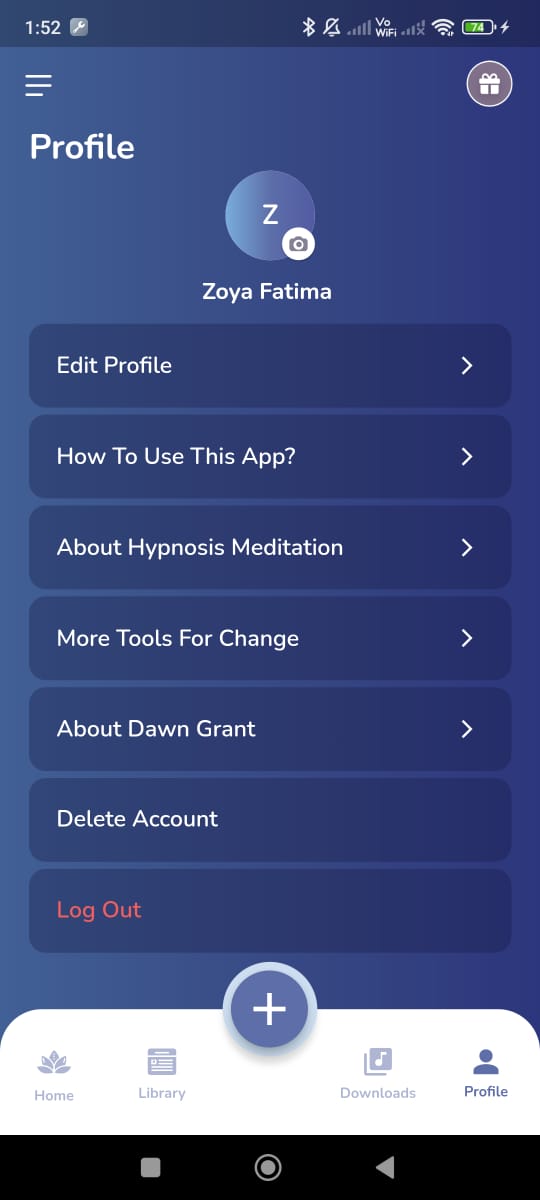 1:52
Vo
WiFi
74
Profile
Z
Zoya Fatima
Edit Profile
How To Use This App?
About Hypnosis Meditation
More Tools For Change
About Dawn Grant
Delete Account
Log Out
Home
Library
Downloads
Profile